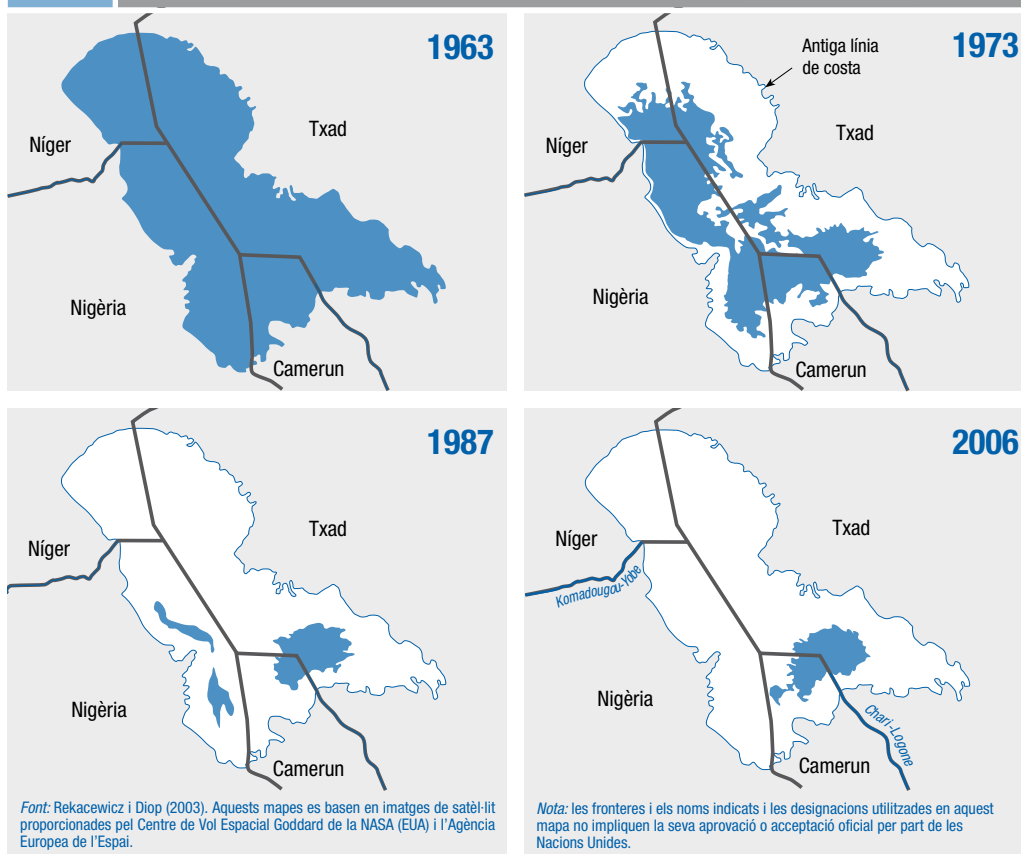 1963
Níger
Txad
Nigèria
Camerun
1973
Antiga línia
de costa
Níger
Txad
Nigèria
Camerun
1987
Níger
Txad
Nigèria
Camerun
Font: Rekacewicz i Diop (2003). Aquests mapes es basen en imatges de satèl·lit
proporcionades pel Centre de Vol Espacial Goddard de la NASA (EUA) i l'Agència
Europea de l'Espai.
2006
Níger
Txad
Komadougou-Yobe
Nigèria
Chari-Logone
Camerun
Nota: les fronteres i els noms indicats i les designacions utilitzades en aquest
mapa no impliquen la seva aprovació o acceptació oficial per part de les
Nacions Unides.